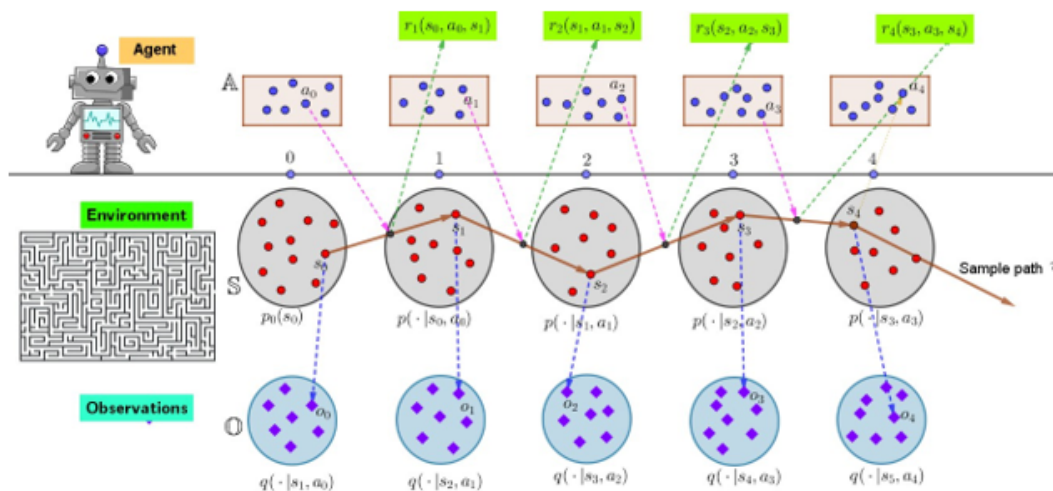 r₁(s₀, a₀, s₁) r₂(s₁, a₁, s₂) r₃(s₂, a₂, s₃) r₄(s₃, a₃, s₄)
Agent
𝔸
a₀ a₁ a₂ a₃ a₄
0 1 2 3 4
Environment
s₀ s₁ s₂ s₃ s₄
𝕊
Sample path
p₀(s₀) p( · |s₀, a₀) p( · |s₁, a₁) p( · |s₂, a₂) p( · |s₃, a₃)
Observations
𝕆
o₀ o₁ o₂ o₃ o₄
q( · |s₁, a₀) q( · |s₂, a₁) q( · |s₃, a₂) q( · |s₄, a₃) q( · |s₅, a₄)